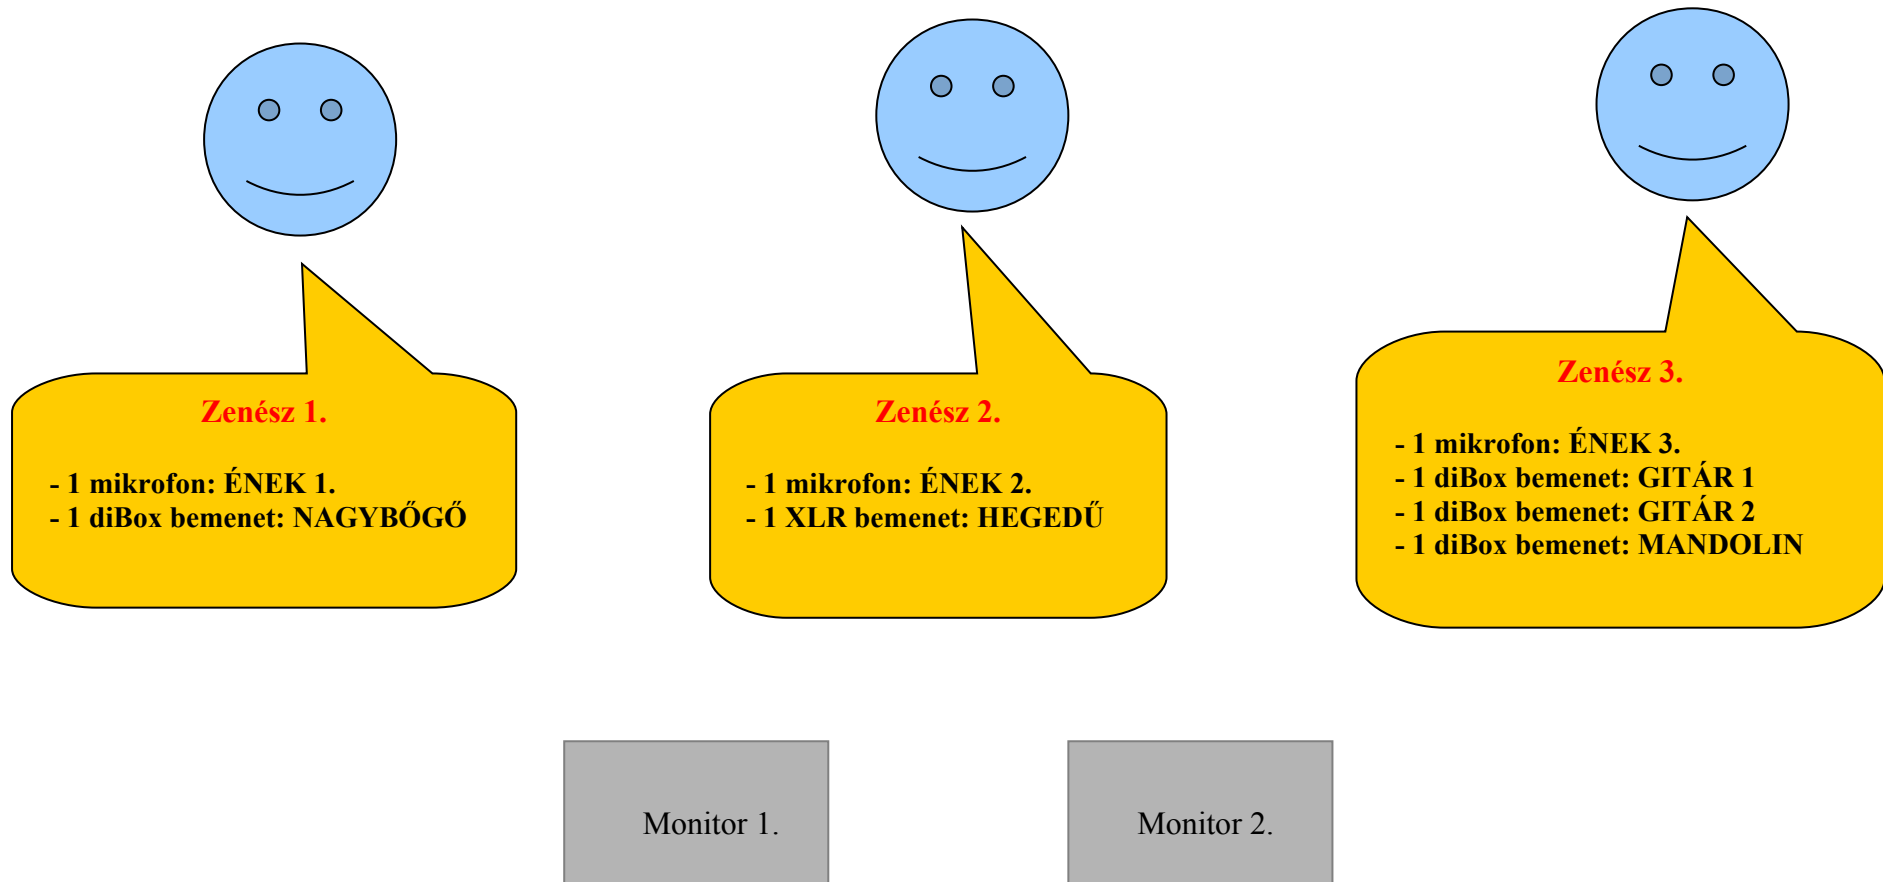 Zenész 1.
- 1 mikrofon: ÉNEK 1.
- 1 diBox bemenet: NAGYBŐGŐ
Zenész 2.
- 1 mikrofon: ÉNEK 2.
- 1 XLR bemenet: HEGEDŰ
Zenész 3.
- 1 mikrofon: ÉNEK 3.
- 1 diBox bemenet: GITÁR 1
- 1 diBox bemenet: GITÁR 2
- 1 diBox bemenet: MANDOLIN
Monitor 1.
Monitor 2.